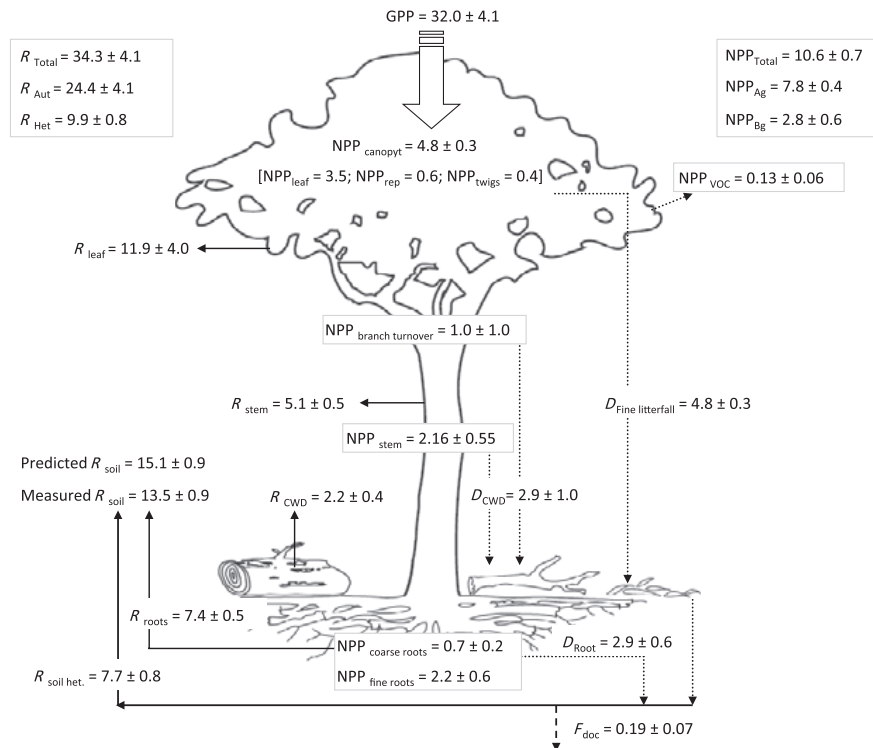 GPP = 32.0 ± 4.1
R Total = 34.3 ± 4.1
R Aut = 24.4 ± 4.1
R Het = 9.9 ± 0.8
NPP Total = 10.6 ± 0.7
NPP Ag = 7.8 ± 0.4
NPP Bg = 2.8 ± 0.6
NPP canopyt = 4.8 ± 0.3
[NPP leaf = 3.5; NPP rep = 0.6; NPP twigs = 0.4]
NPP VOC = 0.13 ± 0.06
R leaf = 11.9 ± 4.0
NPP branch turnover = 1.0 ± 1.0
R stem = 5.1 ± 0.5
D Fine litterfall = 4.8 ± 0.3
NPP stem = 2.16 ± 0.55
Predicted R soil = 15.1 ± 0.9
Measured R soil = 13.5 ± 0.9
R CWD = 2.2 ± 0.4
D CWD = 2.9 ± 1.0
R roots = 7.4 ± 0.5
NPP coarse roots = 0.7 ± 0.2
NPP fine roots = 2.2 ± 0.6
D Root = 2.9 ± 0.6
R soil het. = 7.7 ± 0.8
F doc = 0.19 ± 0.07